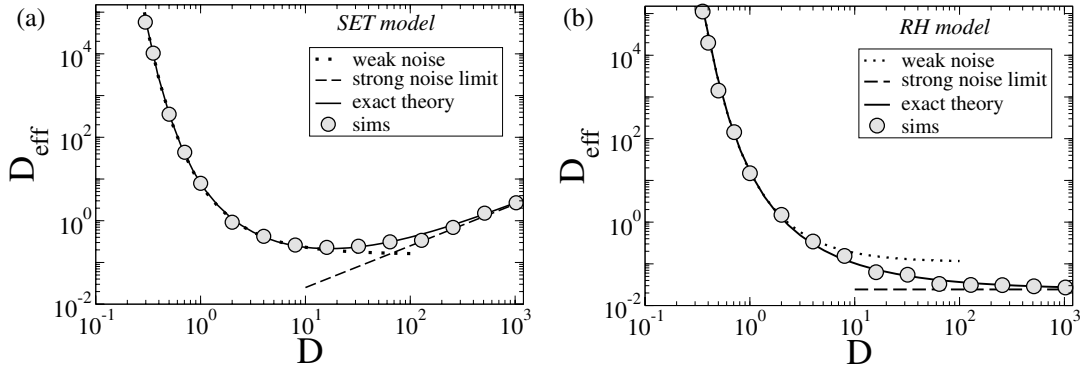 (a)
SET model
weak noise
strong noise limit
exact theory
sims
D_eff
10^4
10^2
10^0
10^-2
10^-1
10^0
10^1
10^2
10^3
D
(b)
RH model
weak noise
strong noise limit
exact theory
sims
D_eff
10^4
10^2
10^0
10^-2
10^-1
10^0
10^1
10^2
10^3
D